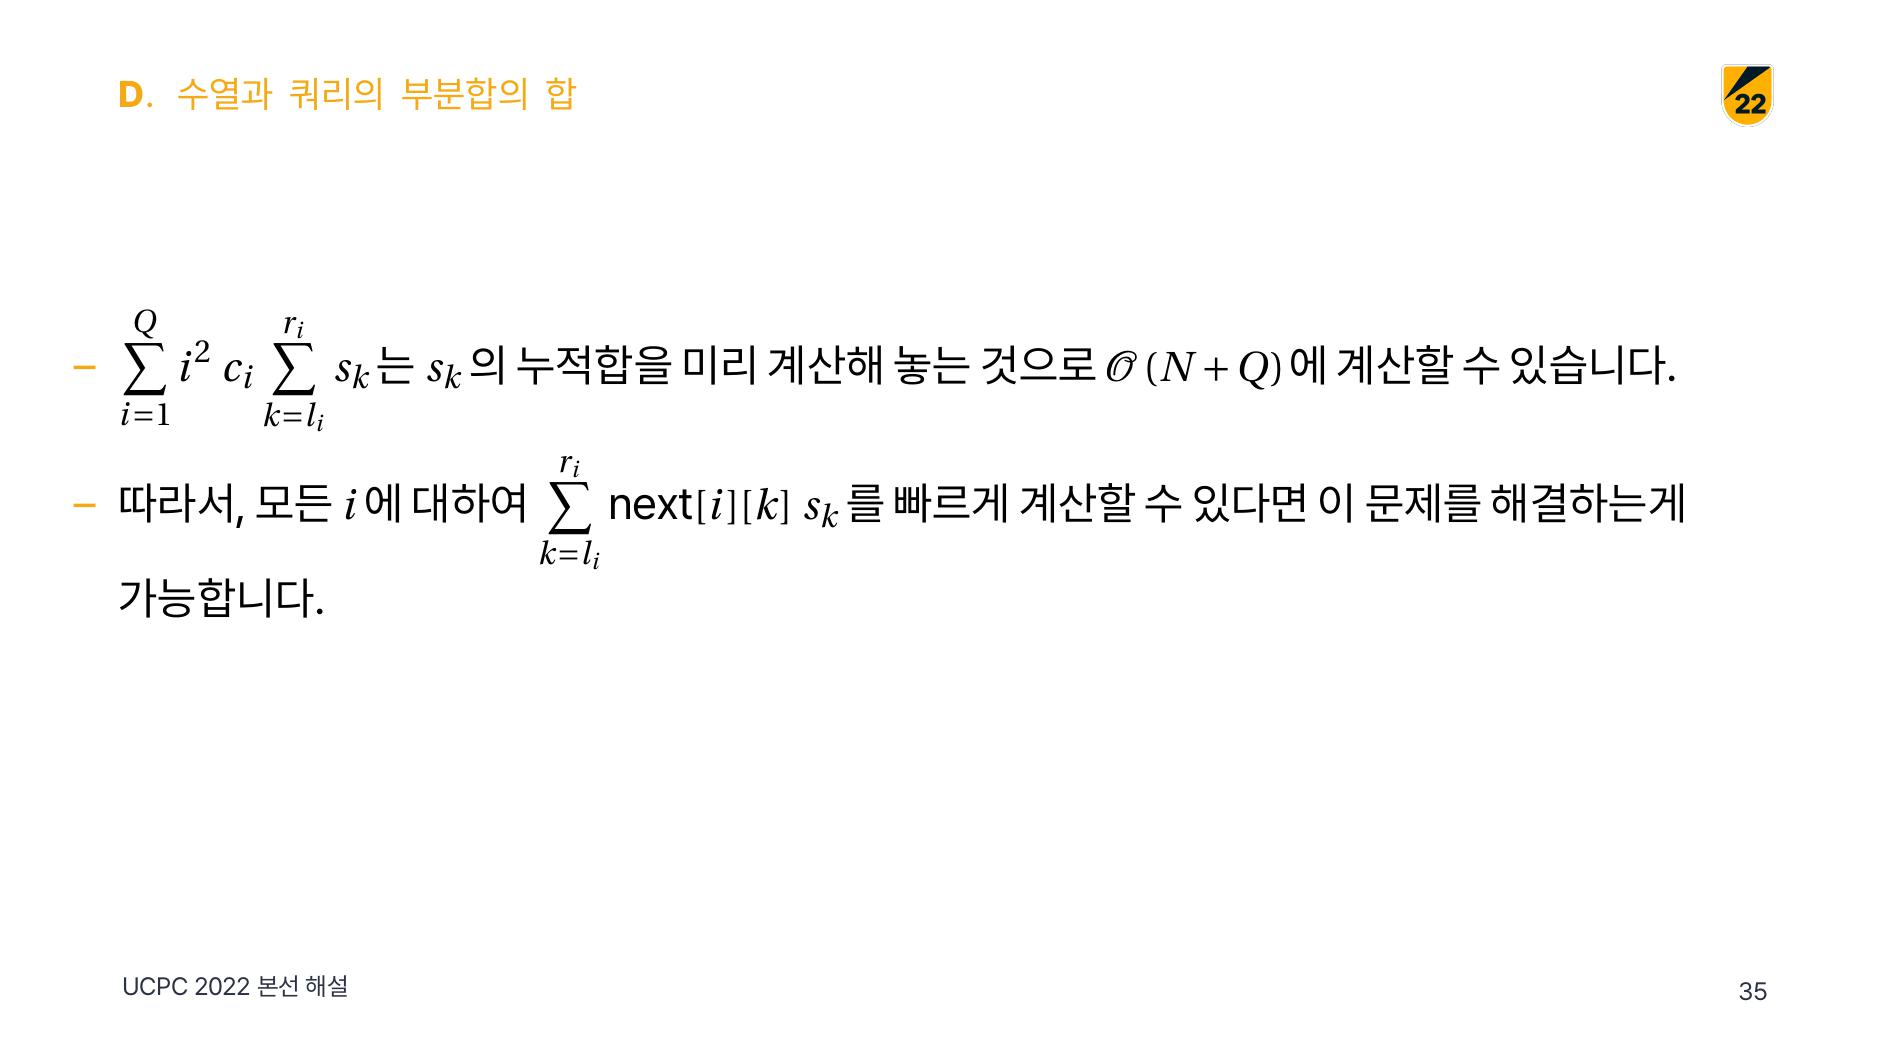 D. 수열과 쿼리의 부분합의 합
22
– $\sum_{i=1}^{Q} i^2 c_i \sum_{k=l_i}^{r_i} s_k$는 $s_k$의 누적합을 미리 계산해 놓는 것으로 $\mathcal{O}(N+Q)$에 계산할 수 있습니다.
– 따라서, 모든 $i$에 대하여 $\sum_{k=l_i}^{r_i} \text{next}[i][k]\ s_k$를 빠르게 계산할 수 있다면 이 문제를 해결하는게
가능합니다.
UCPC 2022 본선 해설
35